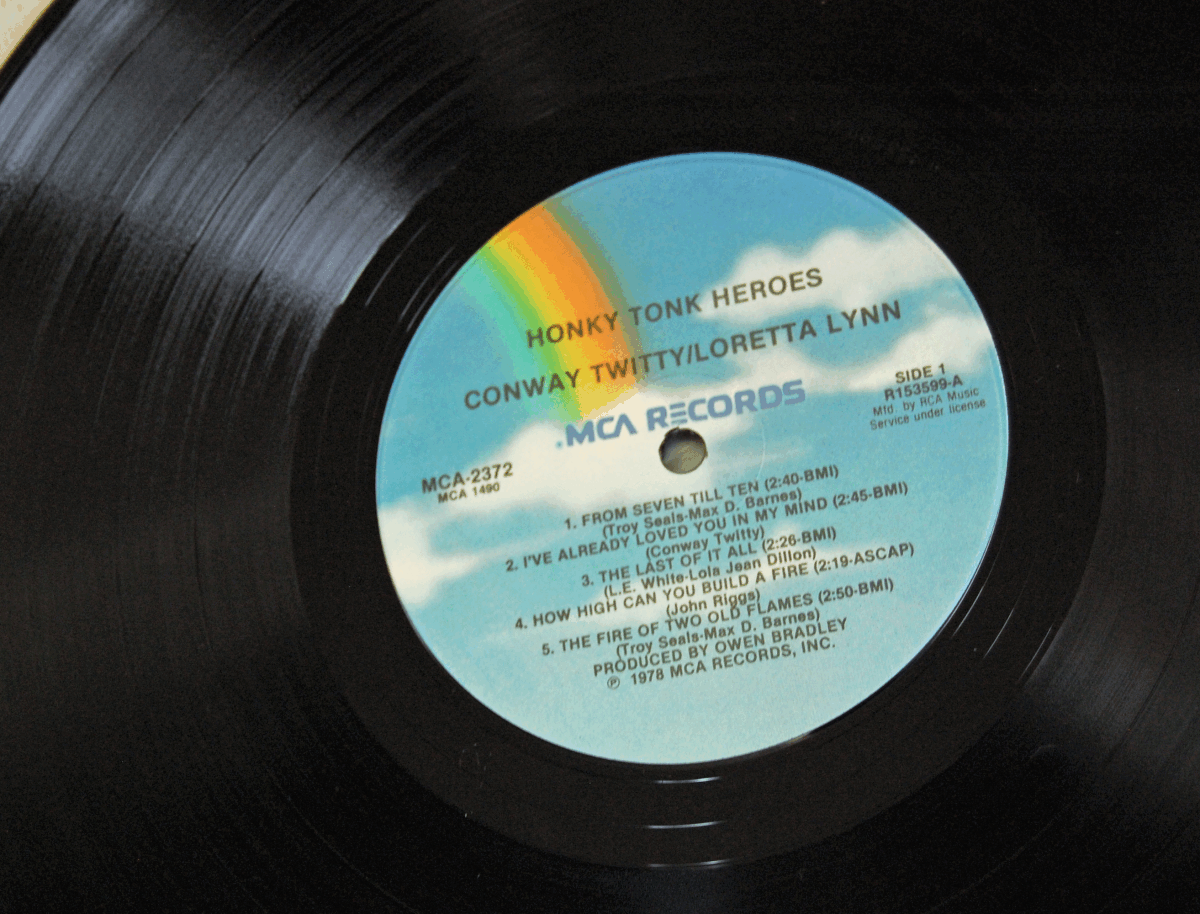 HONKY TONK HEROES
CONWAY TWITTY/LORETTA LYNN
.MCA RECORDS
SIDE 1
R153599-A
Mfd. by RCA Music
Service under license
MCA-2372
MCA 1490
1. FROM SEVEN TILL TEN (2:40-BMI)
(Troy Seals-Max D. Barnes)
2. I'VE ALREADY LOVED YOU IN MY MIND (2:45-BMI)
(Conway Twitty)
3. THE LAST OF IT ALL (2:26-BMI)
(L.E. White-Lola Jean Dillon)
4. HOW HIGH CAN YOU BUILD A FIRE (2:19-ASCAP)
(John Riggs)
5. THE FIRE OF TWO OLD FLAMES (2:50-BMI)
(Troy Seals-Max D. Barnes)
PRODUCED BY OWEN BRADLEY
℗ 1978 MCA RECORDS, INC.